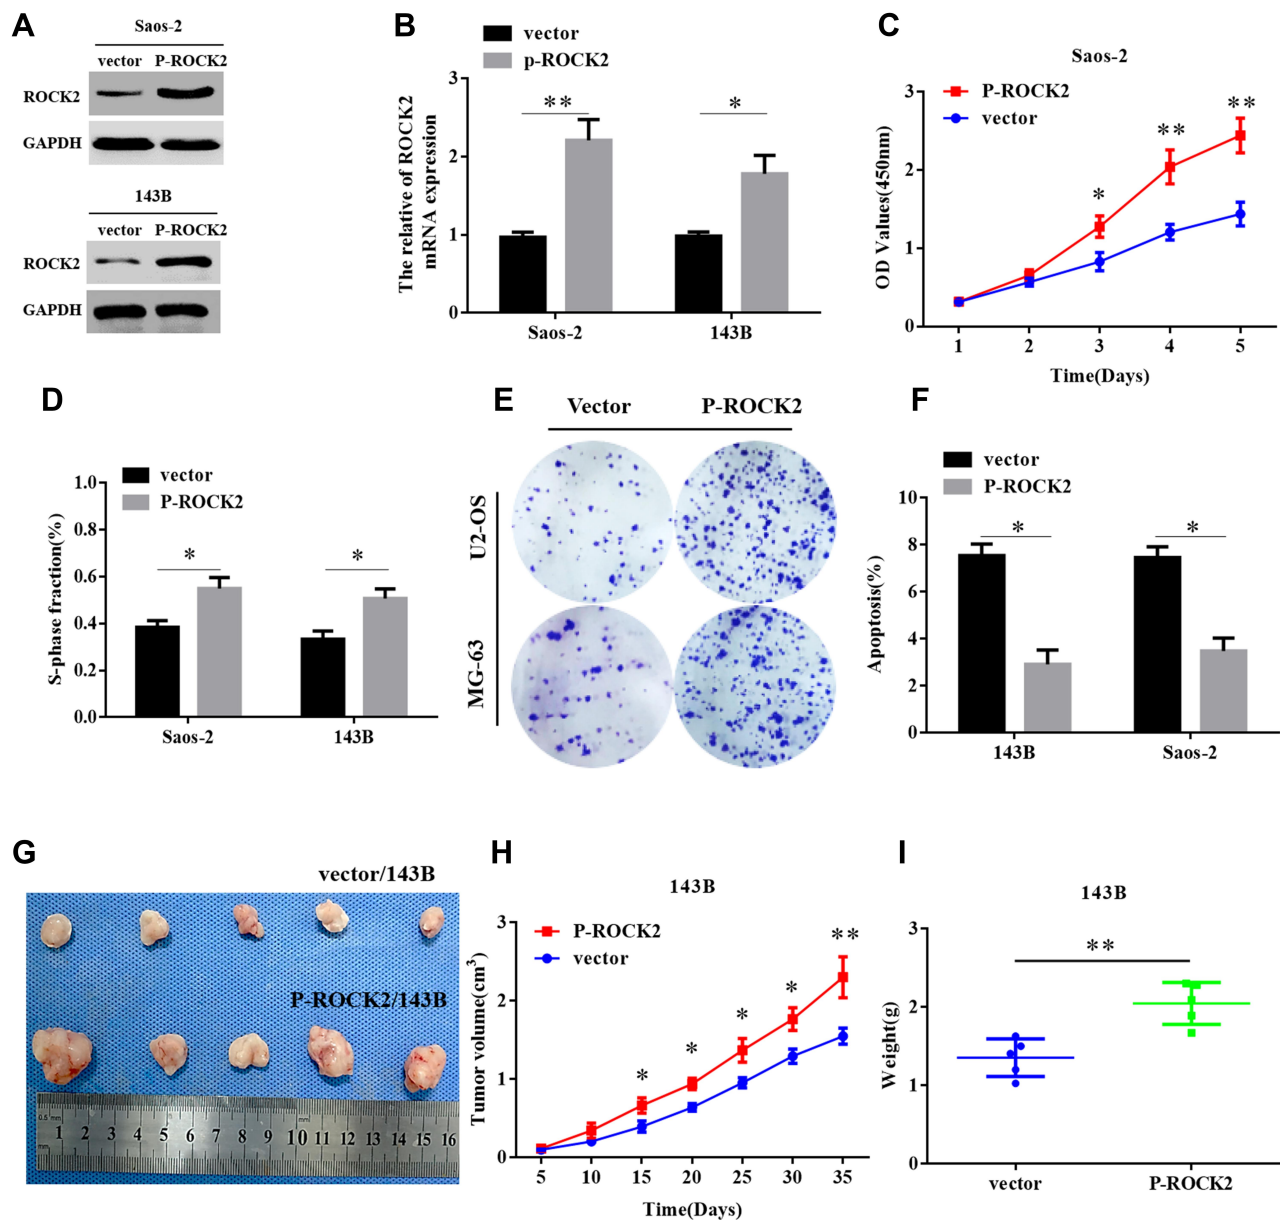 A
Saos-2
vector P-ROCK2
ROCK2
GAPDH
143B
vector P-ROCK2
ROCK2
GAPDH
B
vector
p-ROCK2
The relative of ROCK2
mRNA expression
3
2
1
0
**
*
Saos-2 143B
C
Saos-2
P-ROCK2
vector
OD Values(450nm)
3
2
1
0
*
**
**
1 2 3 4 5
Time(Days)
D
vector
P-ROCK2
S-phase fraction(%)
1.0
0.8
0.6
0.4
0.2
0.0
*
*
Saos-2 143B
E
Vector P-ROCK2
U2-OS
MG-63
F
vector
P-ROCK2
Apoptosis(%)
10
8
6
4
2
0
*
*
143B Saos-2
G
vector/143B
P-ROCK2/143B
0.5 mm
mm
1 2 3 4 5 6 7 8 9 10 11 12 13 14 15 16
H
143B
P-ROCK2
vector
Tumor volume(cm³)
3
2
1
0
*
*
*
*
**
5 10 15 20 25 30 35
Time(Days)
I
143B
Weight(g)
3
2
1
0
**
vector P-ROCK2